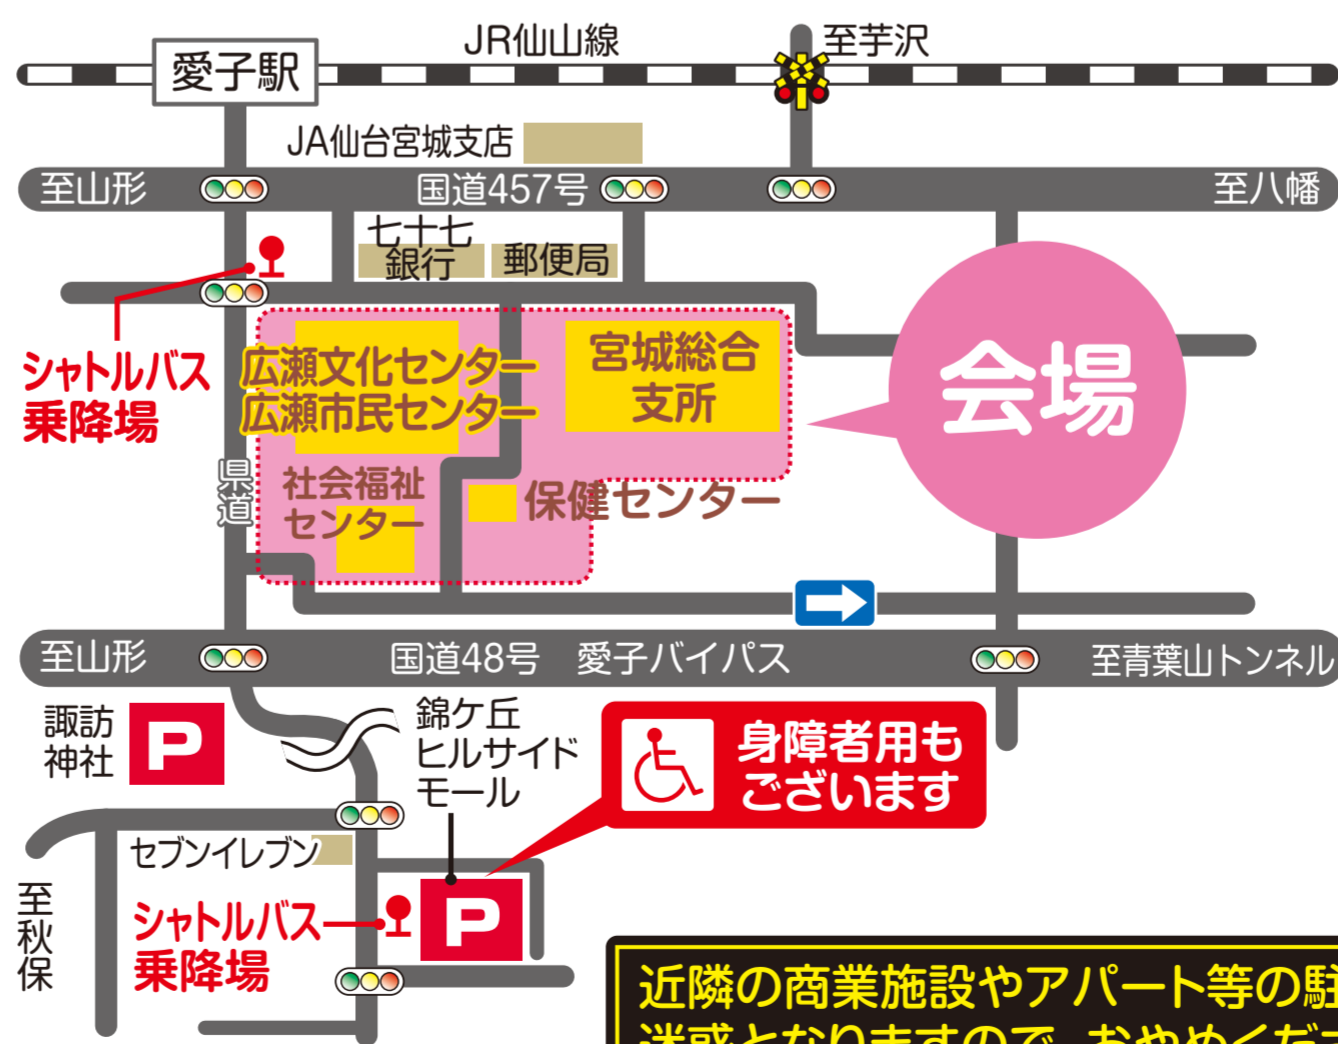 JR仙山線
至芋沢
愛子駅
JA仙台宮城支店
至山形
国道457号
至八幡
七十七
銀行
郵便局
シャトルバス
乗降場
広瀬文化センター
広瀬市民センター
宮城総合
支所
会場
県道
社会福祉
センター
保健センター
至山形
国道48号 愛子バイパス
至青葉山トンネル
諏訪
神社
P
錦ケ丘
ヒルサイド
モール
身障者用も
ございます
セブンイレブン
至秋保
シャトルバス
乗降場
P
近隣の商業施設やアパート等の駐